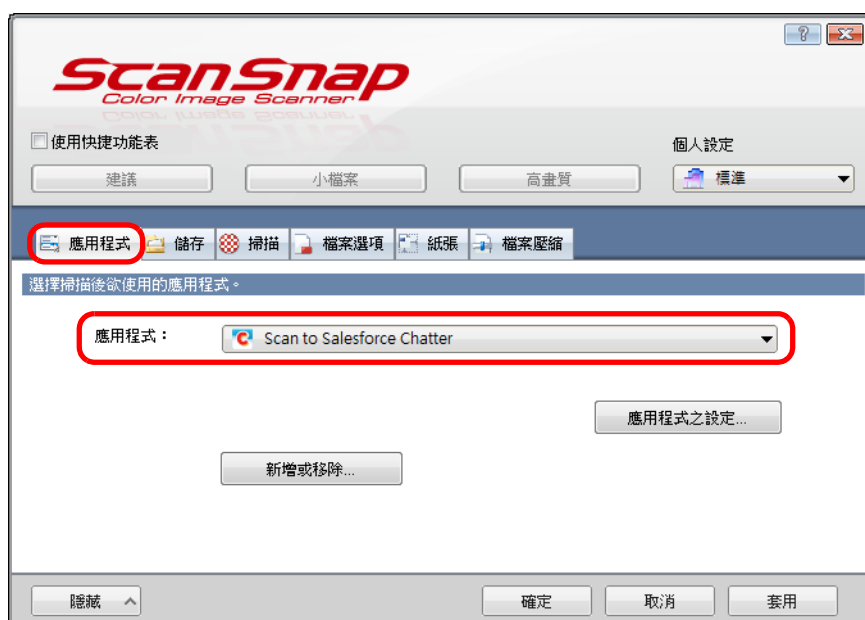 ScanSnap
Color Image Scanner
使用快捷功能表
個人設定
建議
小檔案
高畫質
標準
應用程式
儲存
掃描
檔案選項
紙張
檔案壓縮
選擇掃描後欲使用的應用程式。
應用程式：
Scan to Salesforce Chatter
應用程式之設定...
新增或移除...
隱藏
確定
取消
套用